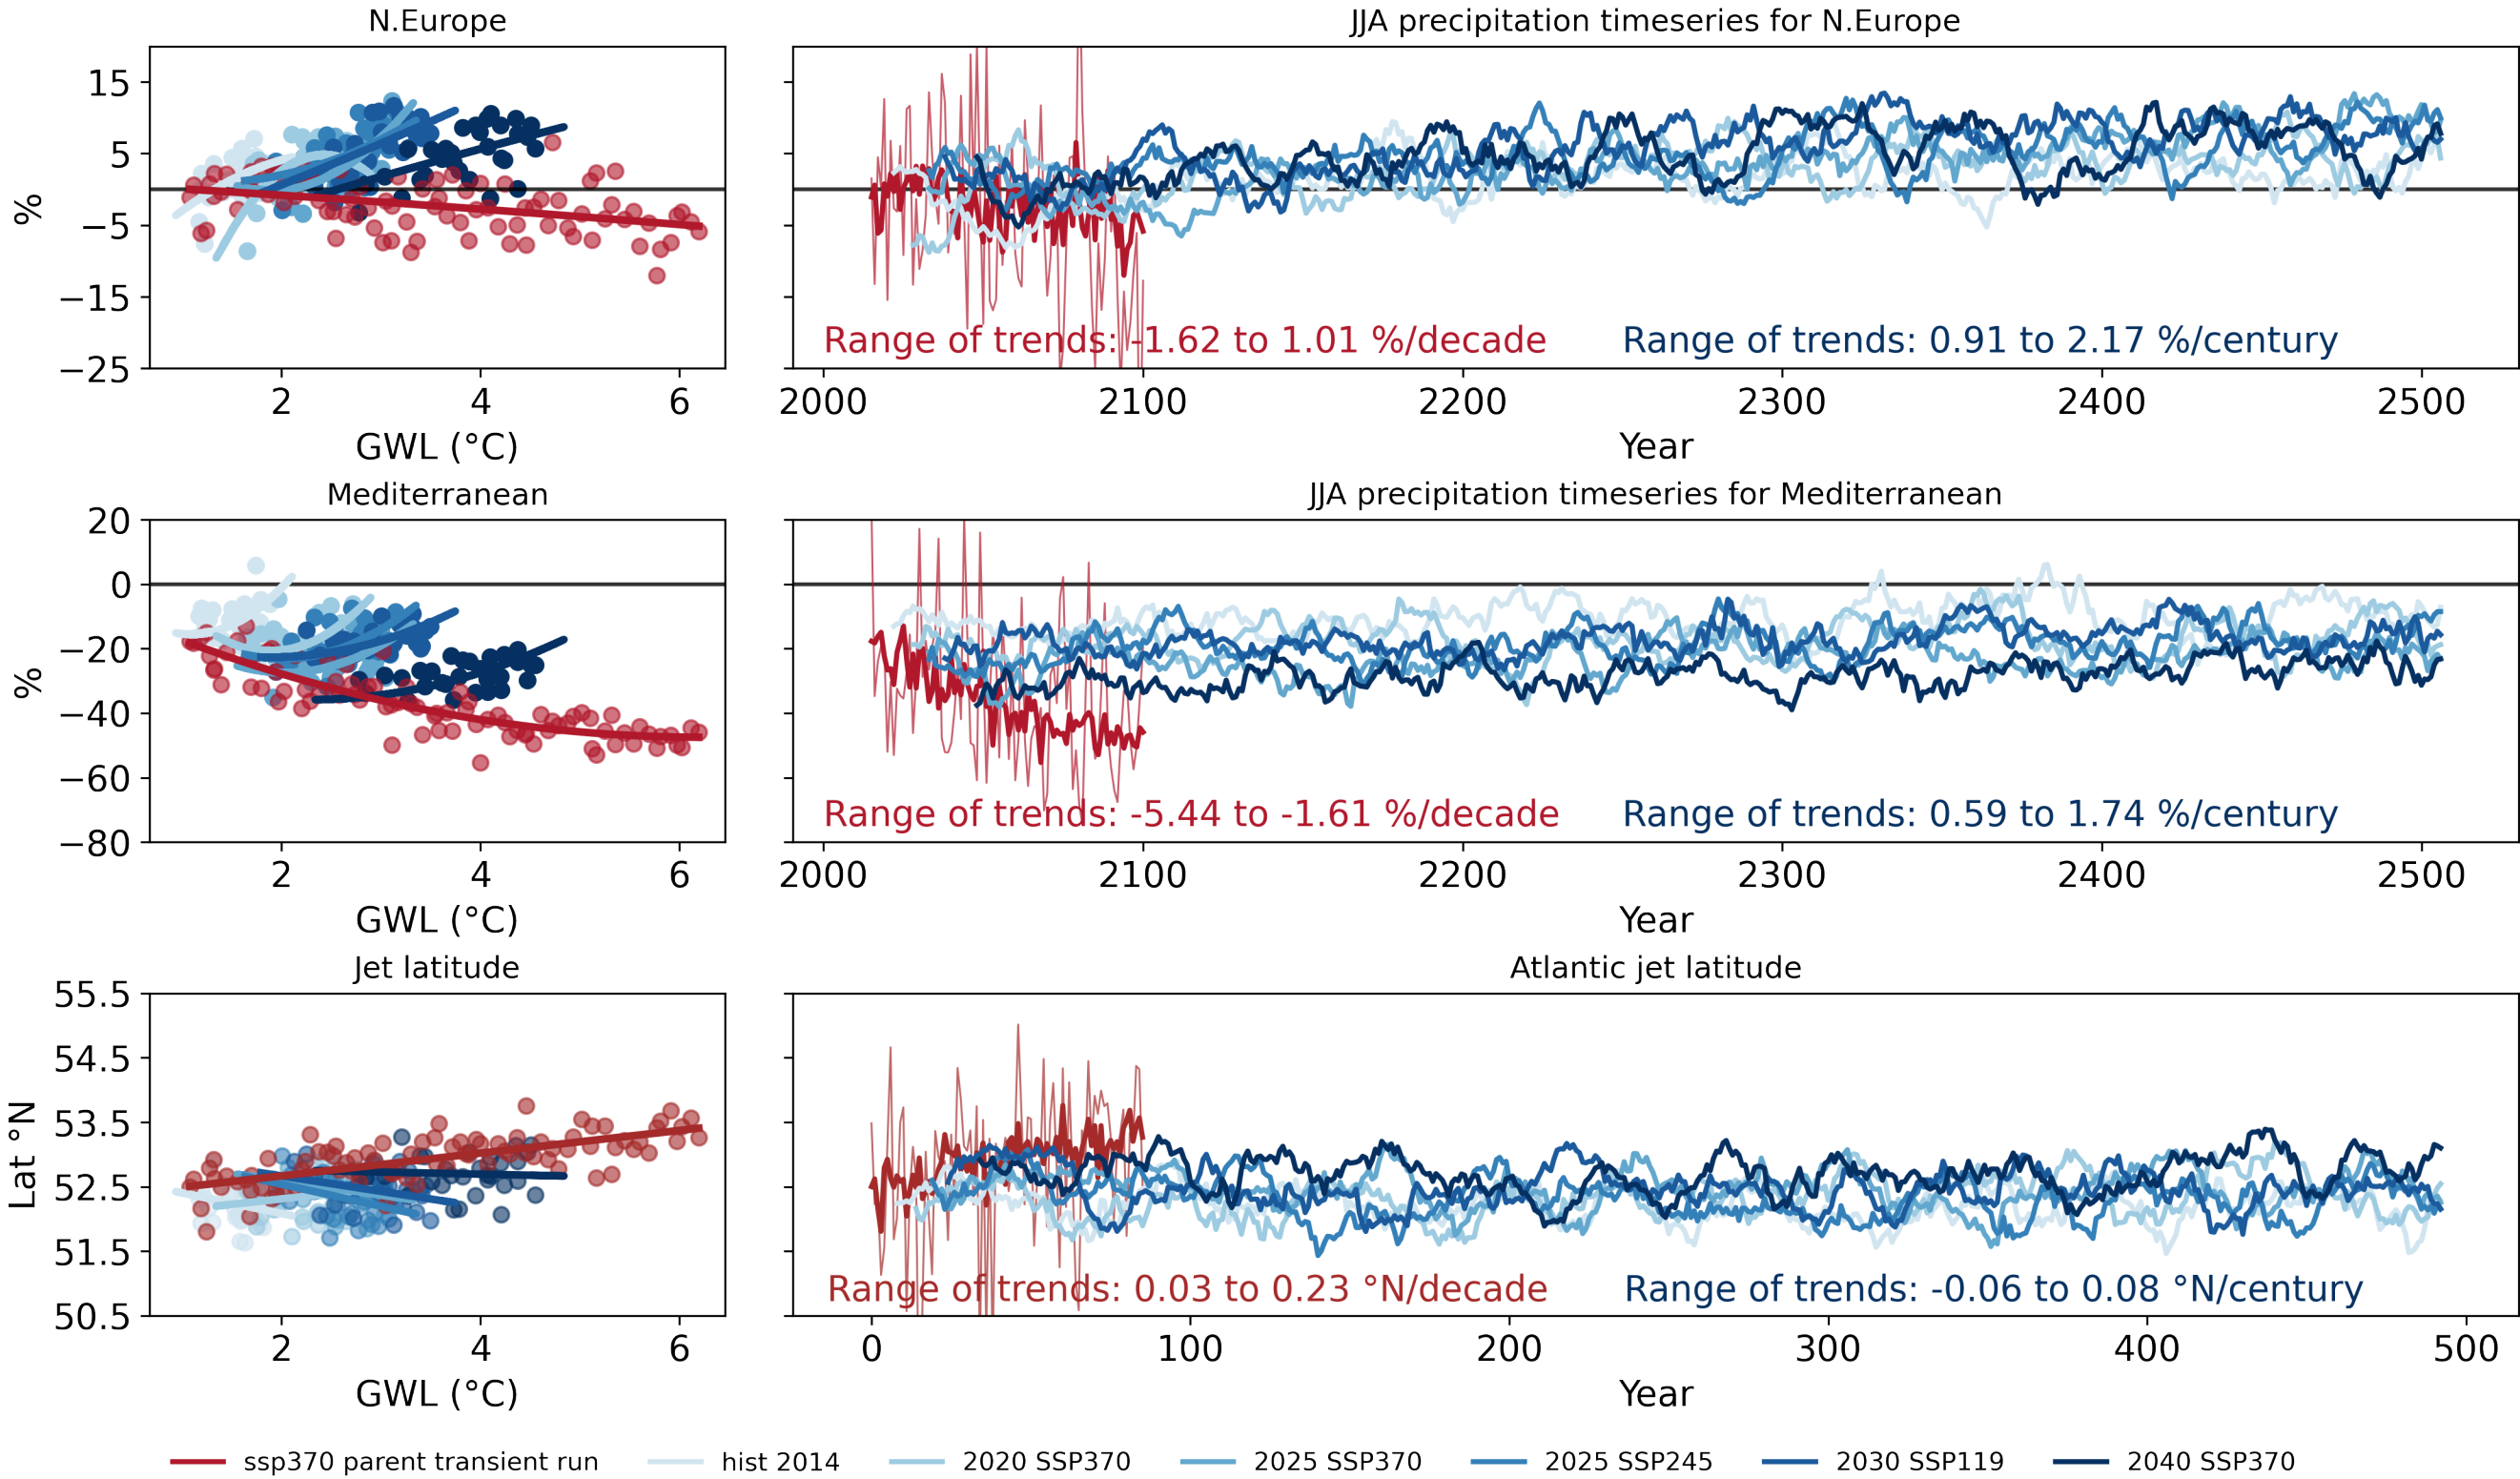 N.Europe
JJA precipitation timeseries for N.Europe
15
5
−5
−15
−25
%
Range of trends: -1.62 to 1.01 %/decade
Range of trends: 0.91 to 2.17 %/century
2 4 6
2000 2100 2200 2300 2400 2500
GWL (°C)
Year
Mediterranean
JJA precipitation timeseries for Mediterranean
20
0
−20
−40
−60
−80
%
Range of trends: -5.44 to -1.61 %/decade
Range of trends: 0.59 to 1.74 %/century
2 4 6
2000 2100 2200 2300 2400 2500
GWL (°C)
Year
Jet latitude
Atlantic jet latitude
55.5
54.5
53.5
52.5
51.5
50.5
Lat °N
Range of trends: 0.03 to 0.23 °N/decade
Range of trends: -0.06 to 0.08 °N/century
2 4 6
0 100 200 300 400 500
GWL (°C)
Year
ssp370 parent transient run hist 2014 2020 SSP370 2025 SSP370 2025 SSP245 2030 SSP119 2040 SSP370